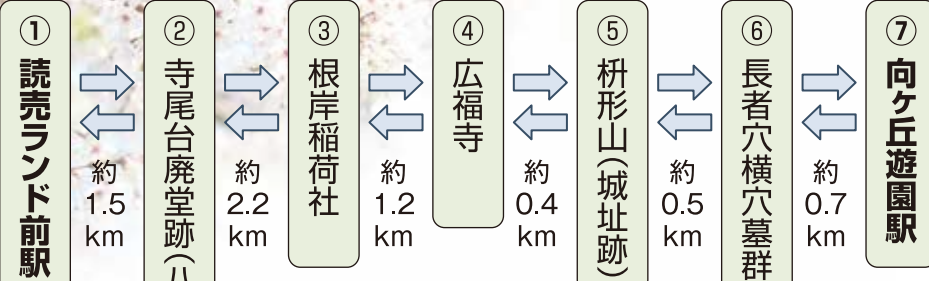 ①読売ランド前駅
約
1.5
km
②寺尾台廃堂跡(八
約
2.2
km
③根岸稲荷社
約
1.2
km
④広福寺
約
0.4
km
⑤枡形山(城址跡)
約
0.5
km
⑥長者穴横穴墓群
約
0.7
km
⑦向ヶ丘遊園駅